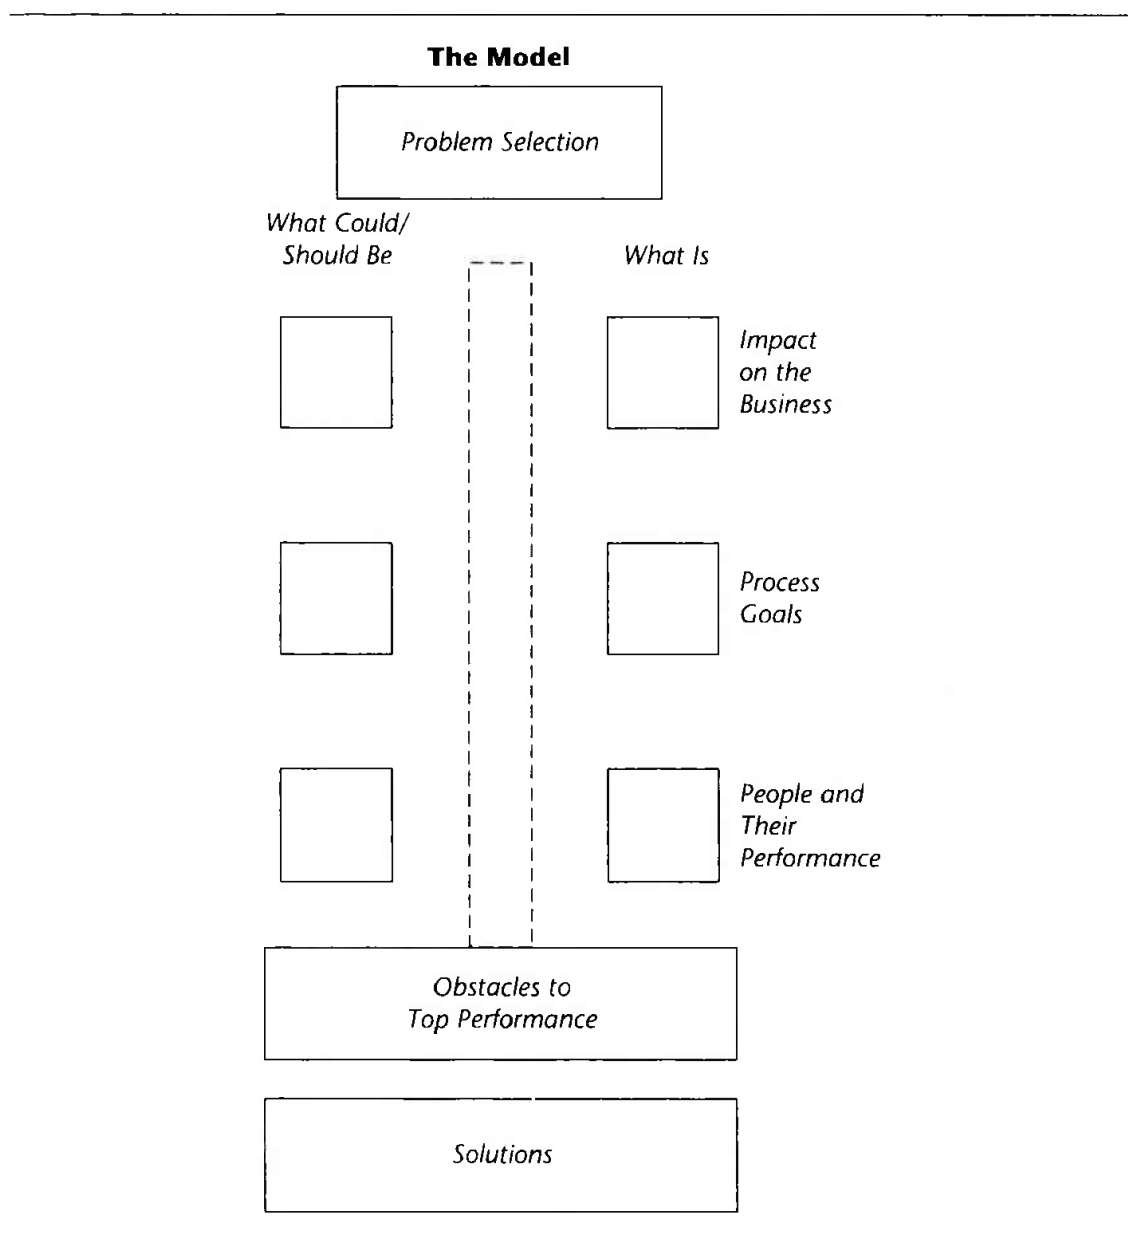 The Model
Problem Selection
What Could/
Should Be
What Is
Impact
on the
Business
Process
Goals
People and
Their
Performance
Obstacles to
Top Performance
Solutions